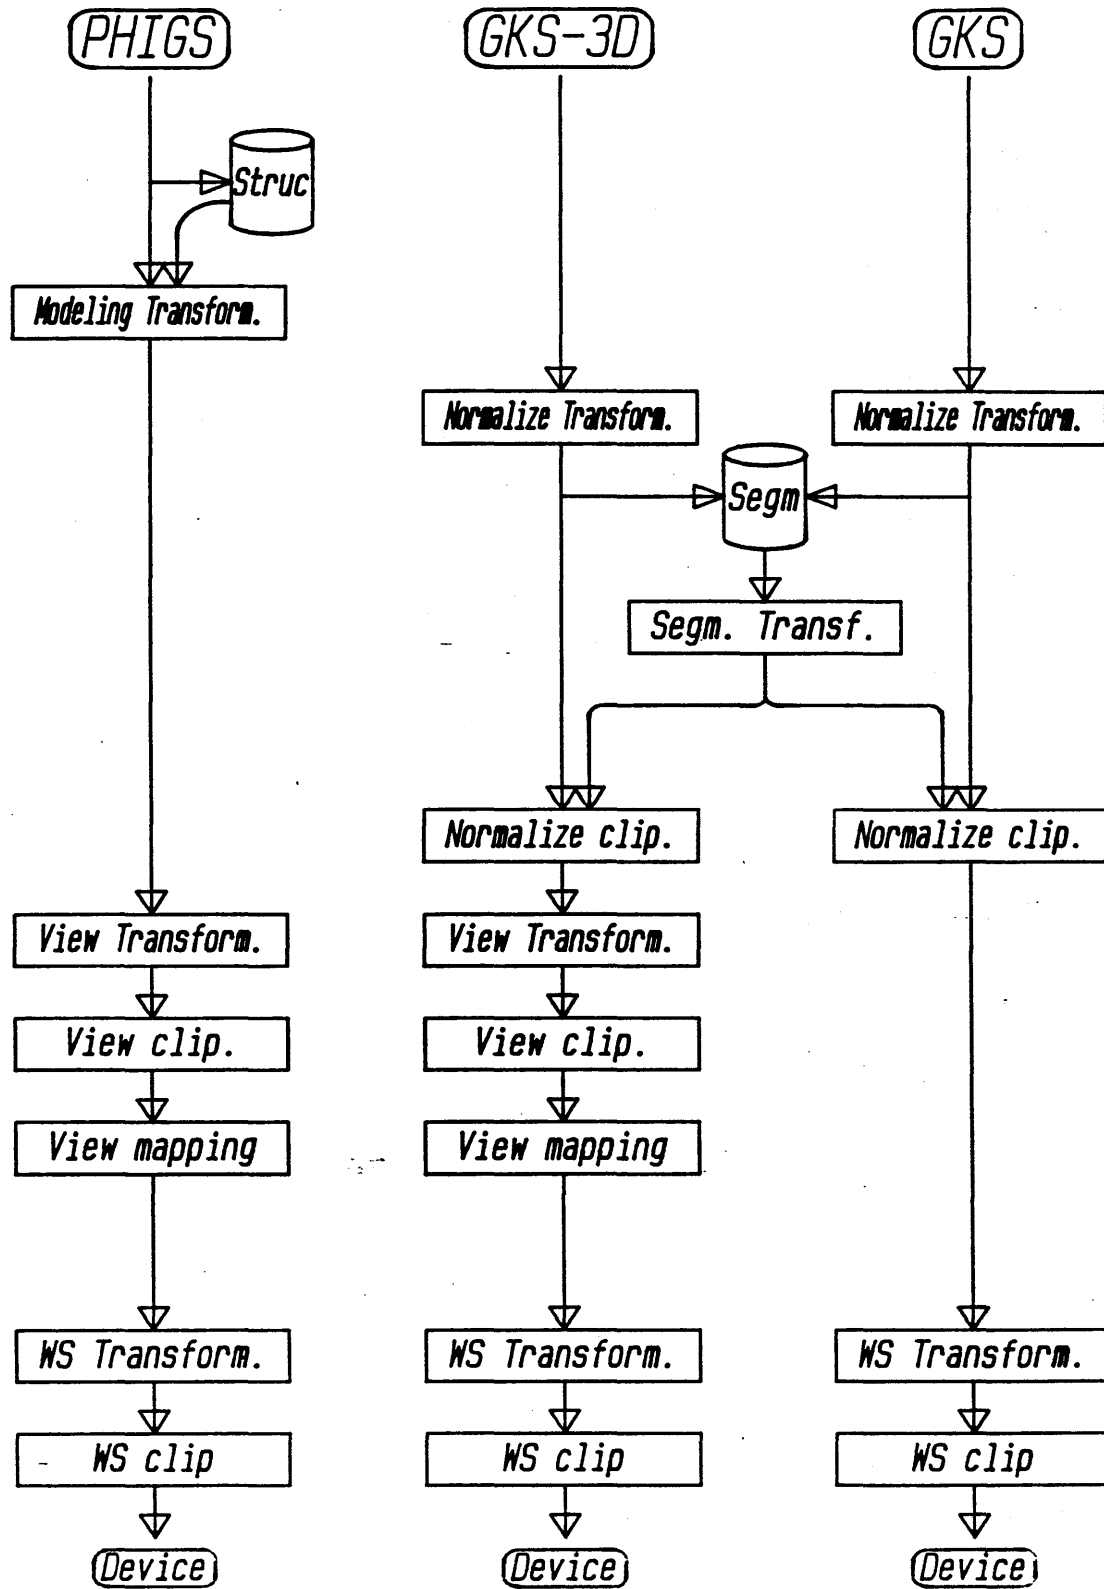 PHIGS
GKS-3D
GKS
Struc
Modeling Transform.
Normalize Transform.
Normalize Transform.
Segm
Segm. Transf.
Normalize clip.
Normalize clip.
View Transform.
View Transform.
View clip.
View clip.
View mapping
View mapping
WS Transform.
WS Transform.
WS Transform.
WS clip
WS clip
WS clip
Device
Device
Device